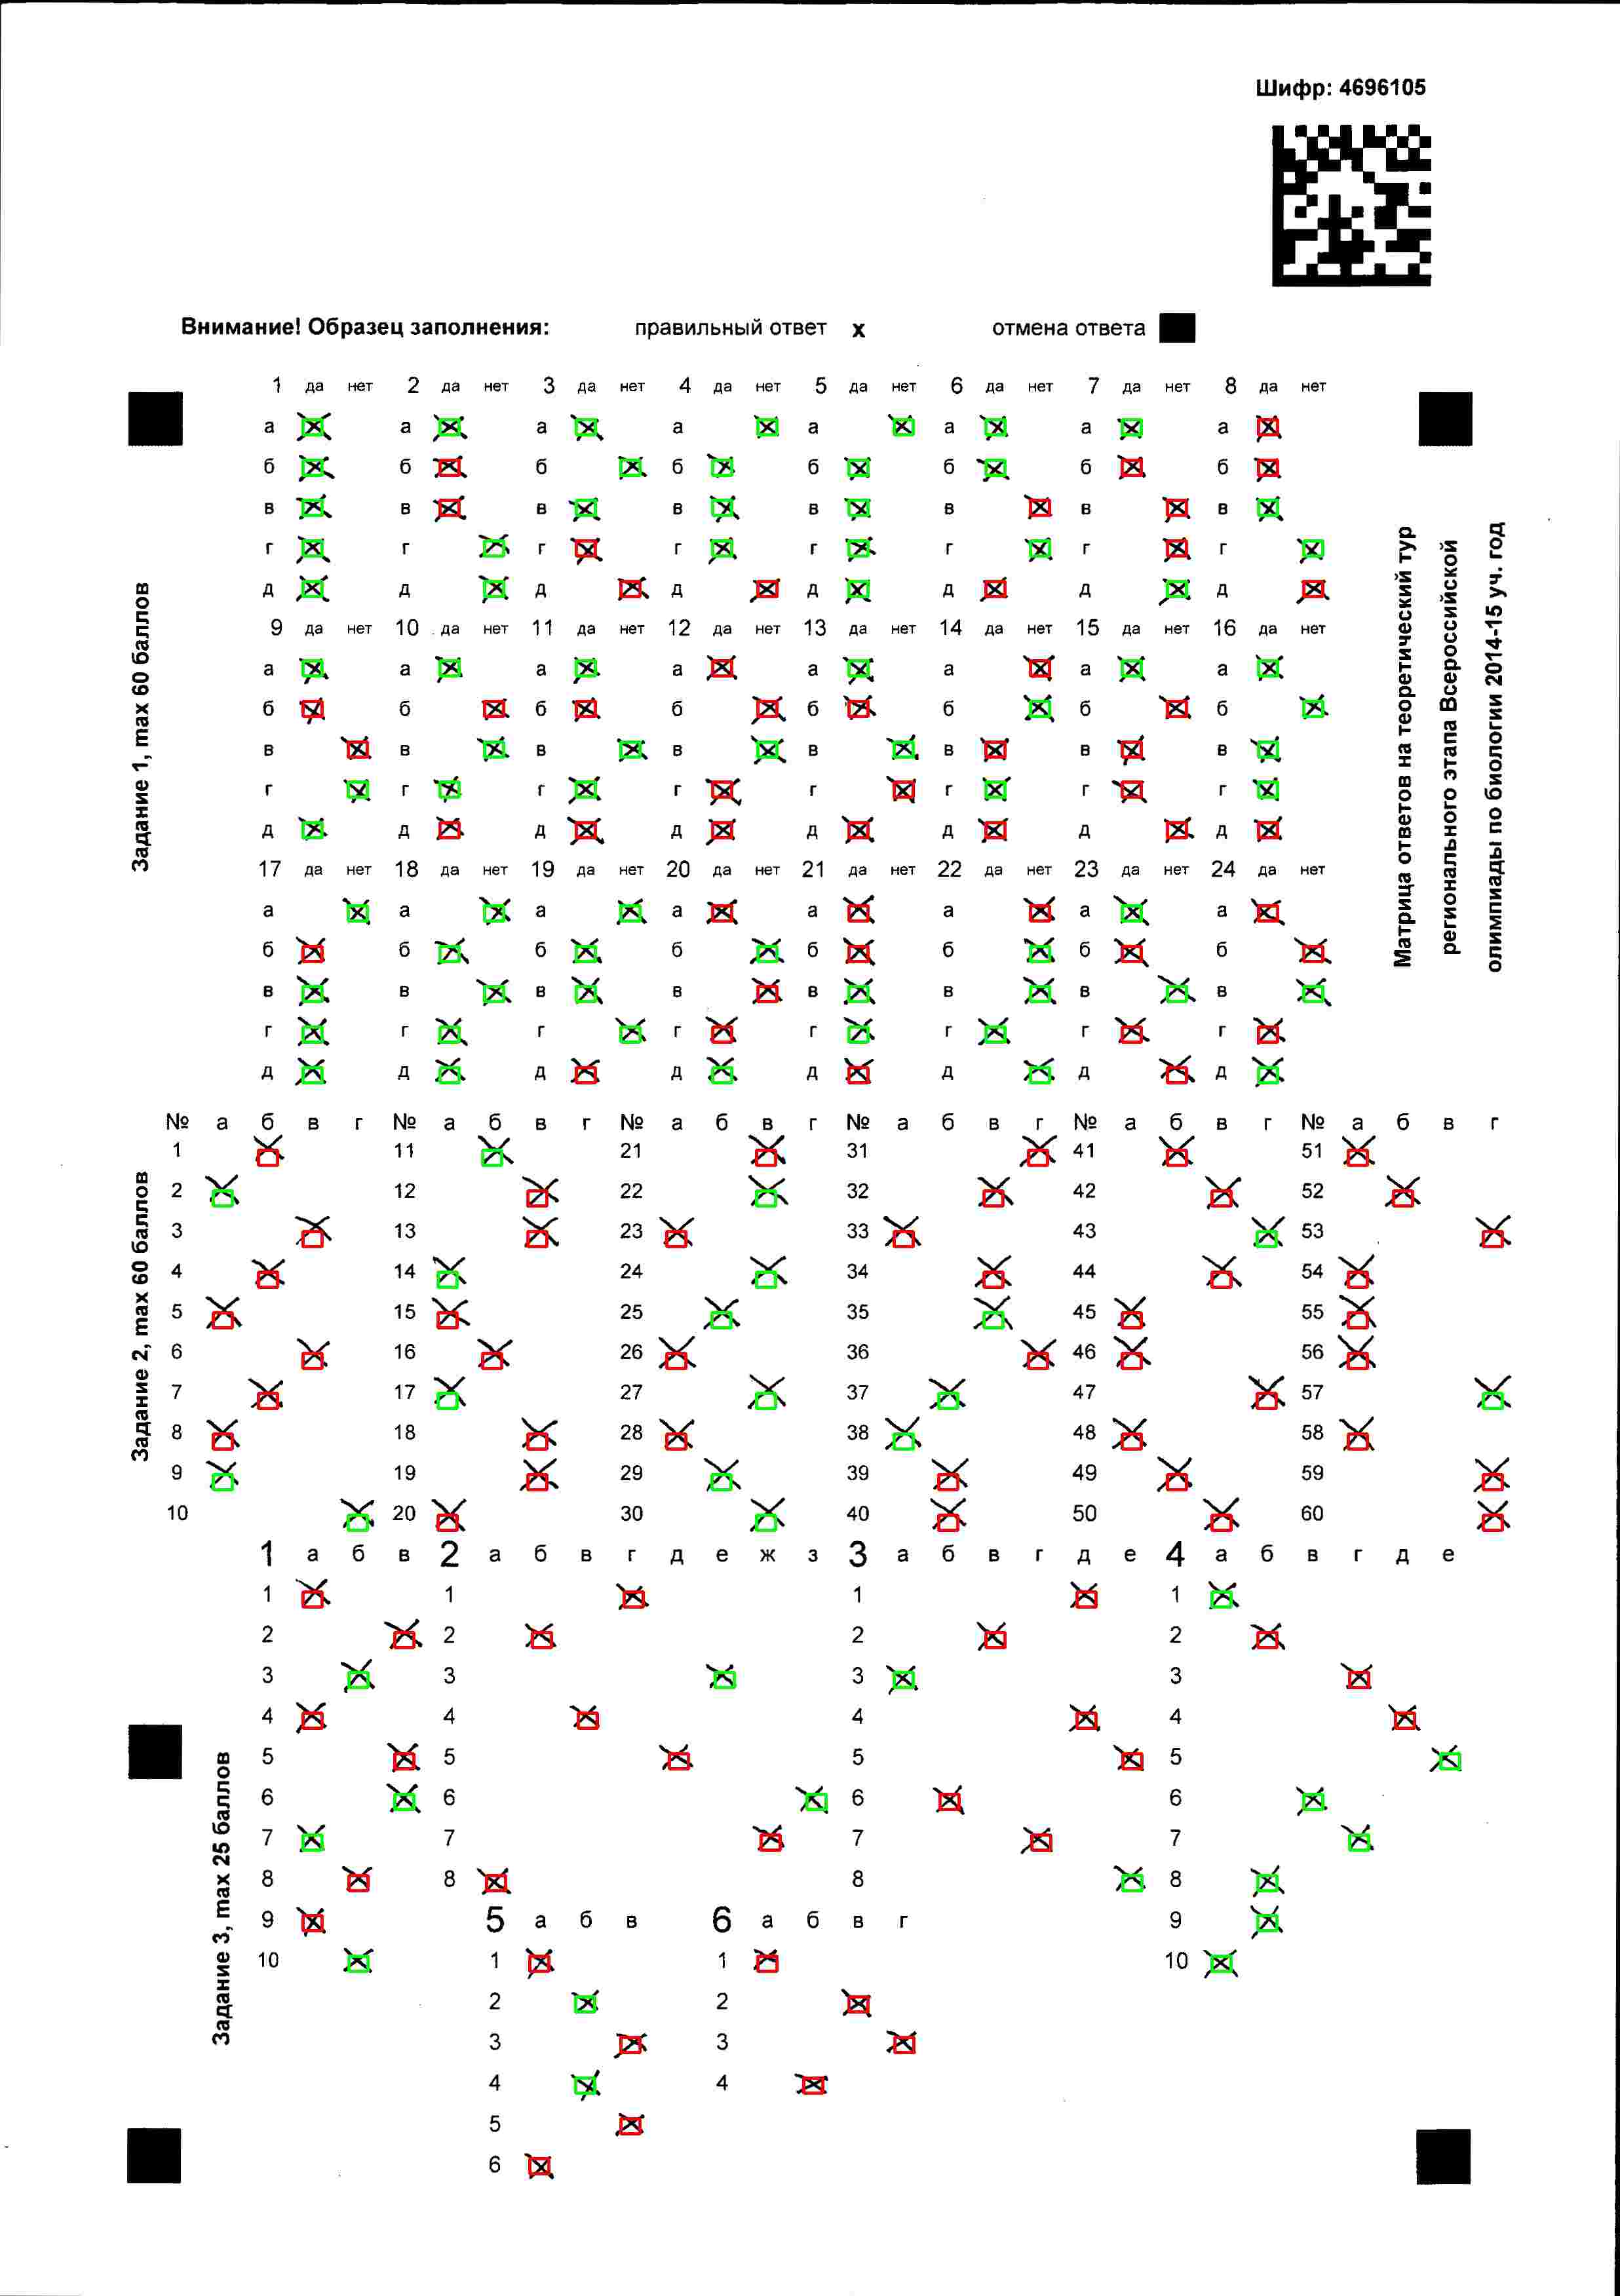 Шифр: 4696105
Внимание! Образец заполнения: правильный ответ x отмена ответа
1 да нет 2 да нет 3 да нет 4 да нет 5 да нет 6 да нет 7 да нет 8 да нет
а а а а а а а а
б б б б б б б б
в в в в в в в в
г г г г г г г г
д д д д д д д д
9 да нет 10 да нет 11 да нет 12 да нет 13 да нет 14 да нет 15 да нет 16 да нет
а а а а а а а а
б б б б б б б б
в в в в в в в в
г г г г г г г г
д д д д д д д д
17 да нет 18 да нет 19 да нет 20 да нет 21 да нет 22 да нет 23 да нет 24 да нет
а а а а а а а а
б б б б б б б б
в в в в в в в в
г г г г г г г г
д д д д д д д д
Задание 1, max 60 баллов
Матрица ответов на теоретический тур
регионального этапа Всероссийской
олимпиады по биологии 2014-15 уч. год
№ а б в г № а б в г № а б в г № а б в г № а б в г № а б в г
1 11 21 31 41 51
2 12 22 32 42 52
3 13 23 33 43 53
4 14 24 34 44 54
5 15 25 35 45 55
6 16 26 36 46 56
7 17 27 37 47 57
8 18 28 38 48 58
9 19 29 39 49 59
10 20 30 40 50 60
Задание 2, max 60 баллов
1 а б в 2 а б в г д е ж з 3 а б в г д е 4 а б в г д е
1 1 1 1
2 2 2 2
3 3 3 3
4 4 4 4
5 5 5 5
6 6 6 6
7 7 7 7
8 8 8 8
9 5 а б в 6 а б в г 9
10 1 1 10
2 2
3 3
4 4
5
6
Задание 3, max 25 баллов